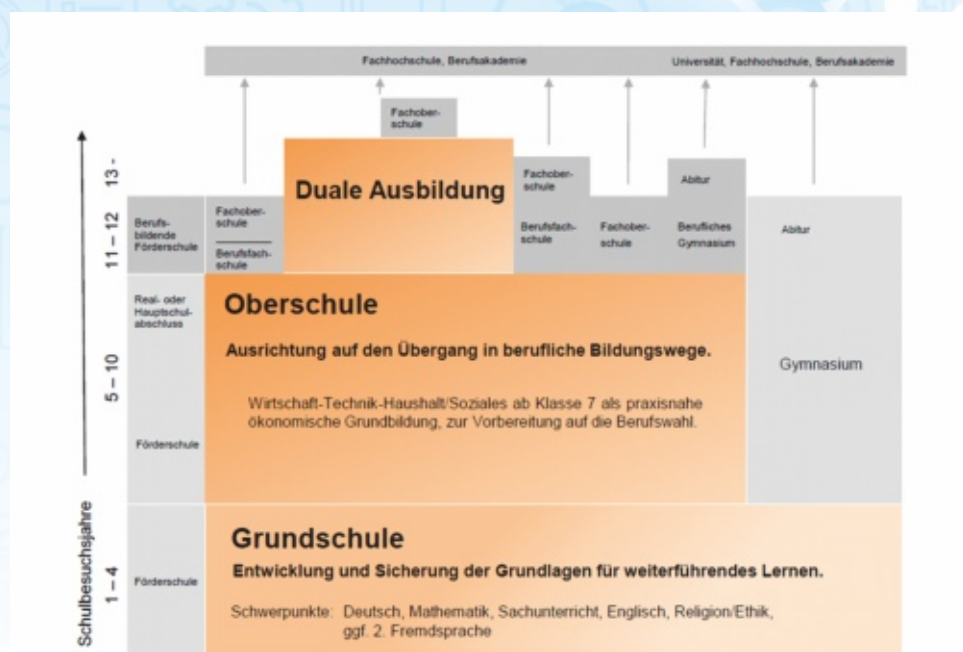 Fachhochschule, Berufsakademie
Universität, Fachhochschule, Berufsakademie
Fachober-
schule
Duale Ausbildung
Fachober-
schule
Abitur
13 -
11 – 12
Berufs-
bildende
Förderschule
Fachober-
schule
Berufsfach-
schule
Berufsfach-
schule
Fachober-
schule
Berufliches
Gymnasium
Abitur
Real- oder
Hauptschul-
abschluss
Oberschule
Ausrichtung auf den Übergang in berufliche Bildungswege.
Gymnasium
5 – 10
Wirtschaft-Technik-Haushalt/Soziales ab Klasse 7 als praxisnahe
ökonomische Grundbildung, zur Vorbereitung auf die Berufswahl.
Förderschule
Schulbesuchsjahre
1 – 4
Förderschule
Grundschule
Entwicklung und Sicherung der Grundlagen für weiterführendes Lernen.
Schwerpunkte: Deutsch, Mathematik, Sachunterricht, Englisch, Religion/Ethik,
ggf. 2. Fremdsprache